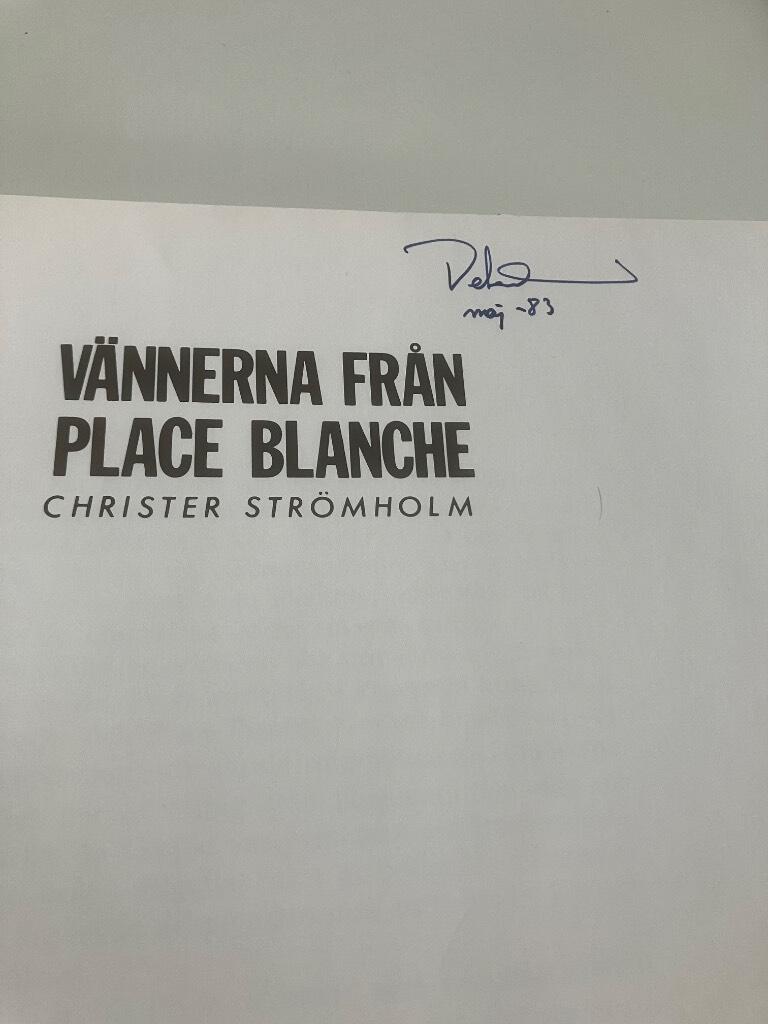 maj -83
VÄNNERNA FRÅN
PLACE BLANCHE
CHRISTER STRÖMHOLM